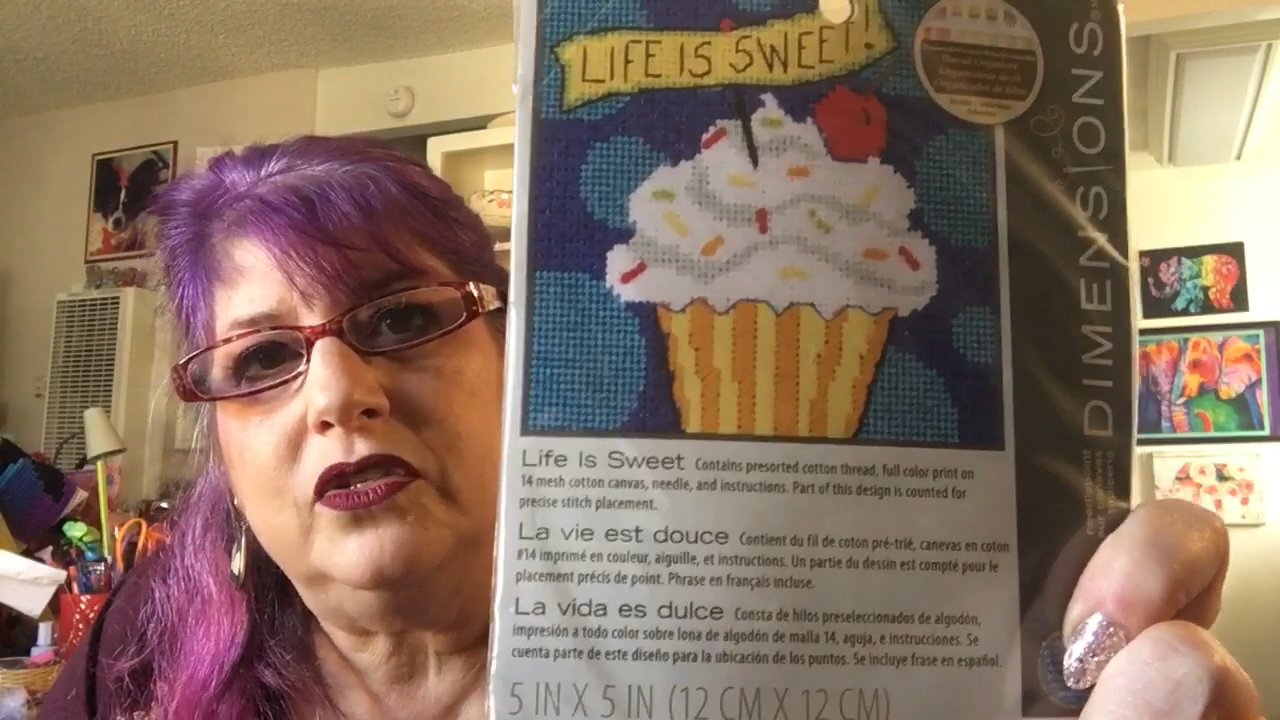 LIFE IS SWEET!
DIMENSIONS
Life Is Sweet Contains presorted cotton thread, full color print on
14 mesh cotton canvas, needle, and instructions. Part of this design is counted for
precise stitch placement.
La vie est douce Contient du fil de coton pré-trié, canevas en coton
#14 imprimé en couleur, aiguille, et instructions. Un partie du dessin est compté pour le
placement précis de point. Phrase en français incluse.
La vida es dulce Consta de hilos preseleccionados de algodón,
impresión a todo color sobre lona de algodón de malla 14, aguja, e instrucciones. Se
cuenta parte de este diseño para la ubicación de los puntos. Se incluye frase en español.
5 IN X 5 IN (12 CM X 12 CM)